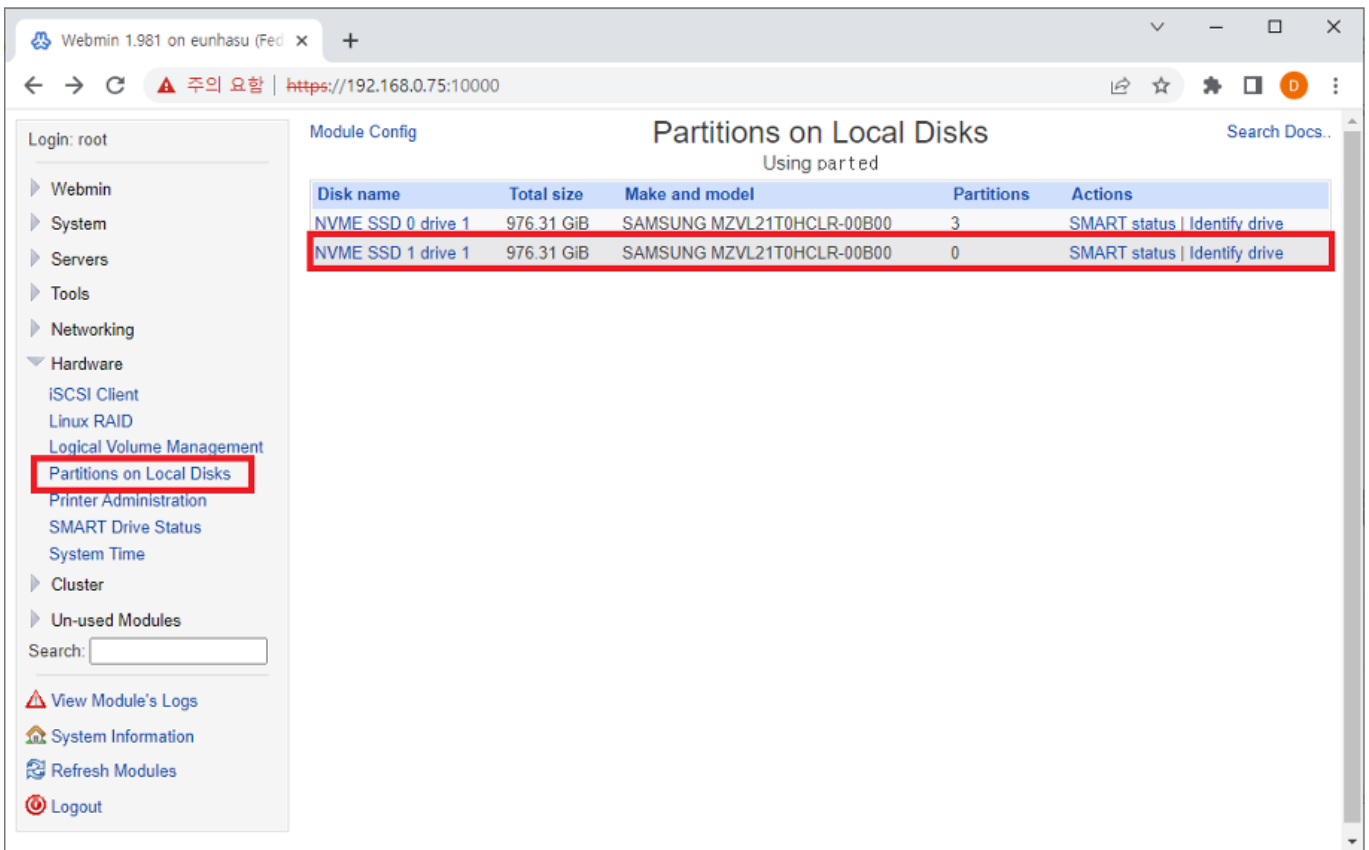 Webmin 1.981 on eunhasu (Fed
주의 요함 https://192.168.0.75:10000
D
Login: root
Webmin
System
Servers
Tools
Networking
Hardware
iSCSI Client
Linux RAID
Logical Volume Management
Partitions on Local Disks
Printer Administration
SMART Drive Status
System Time
Cluster
Un-used Modules
Search:
View Module's Logs
System Information
Refresh Modules
Logout
Module Config
Partitions on Local Disks
Search Docs..
Using parted
Disk name Total size Make and model Partitions Actions
NVME SSD 0 drive 1 976.31 GiB SAMSUNG MZVL21T0HCLR-00B00 3 SMART status | Identify drive
NVME SSD 1 drive 1 976.31 GiB SAMSUNG MZVL21T0HCLR-00B00 0 SMART status | Identify drive